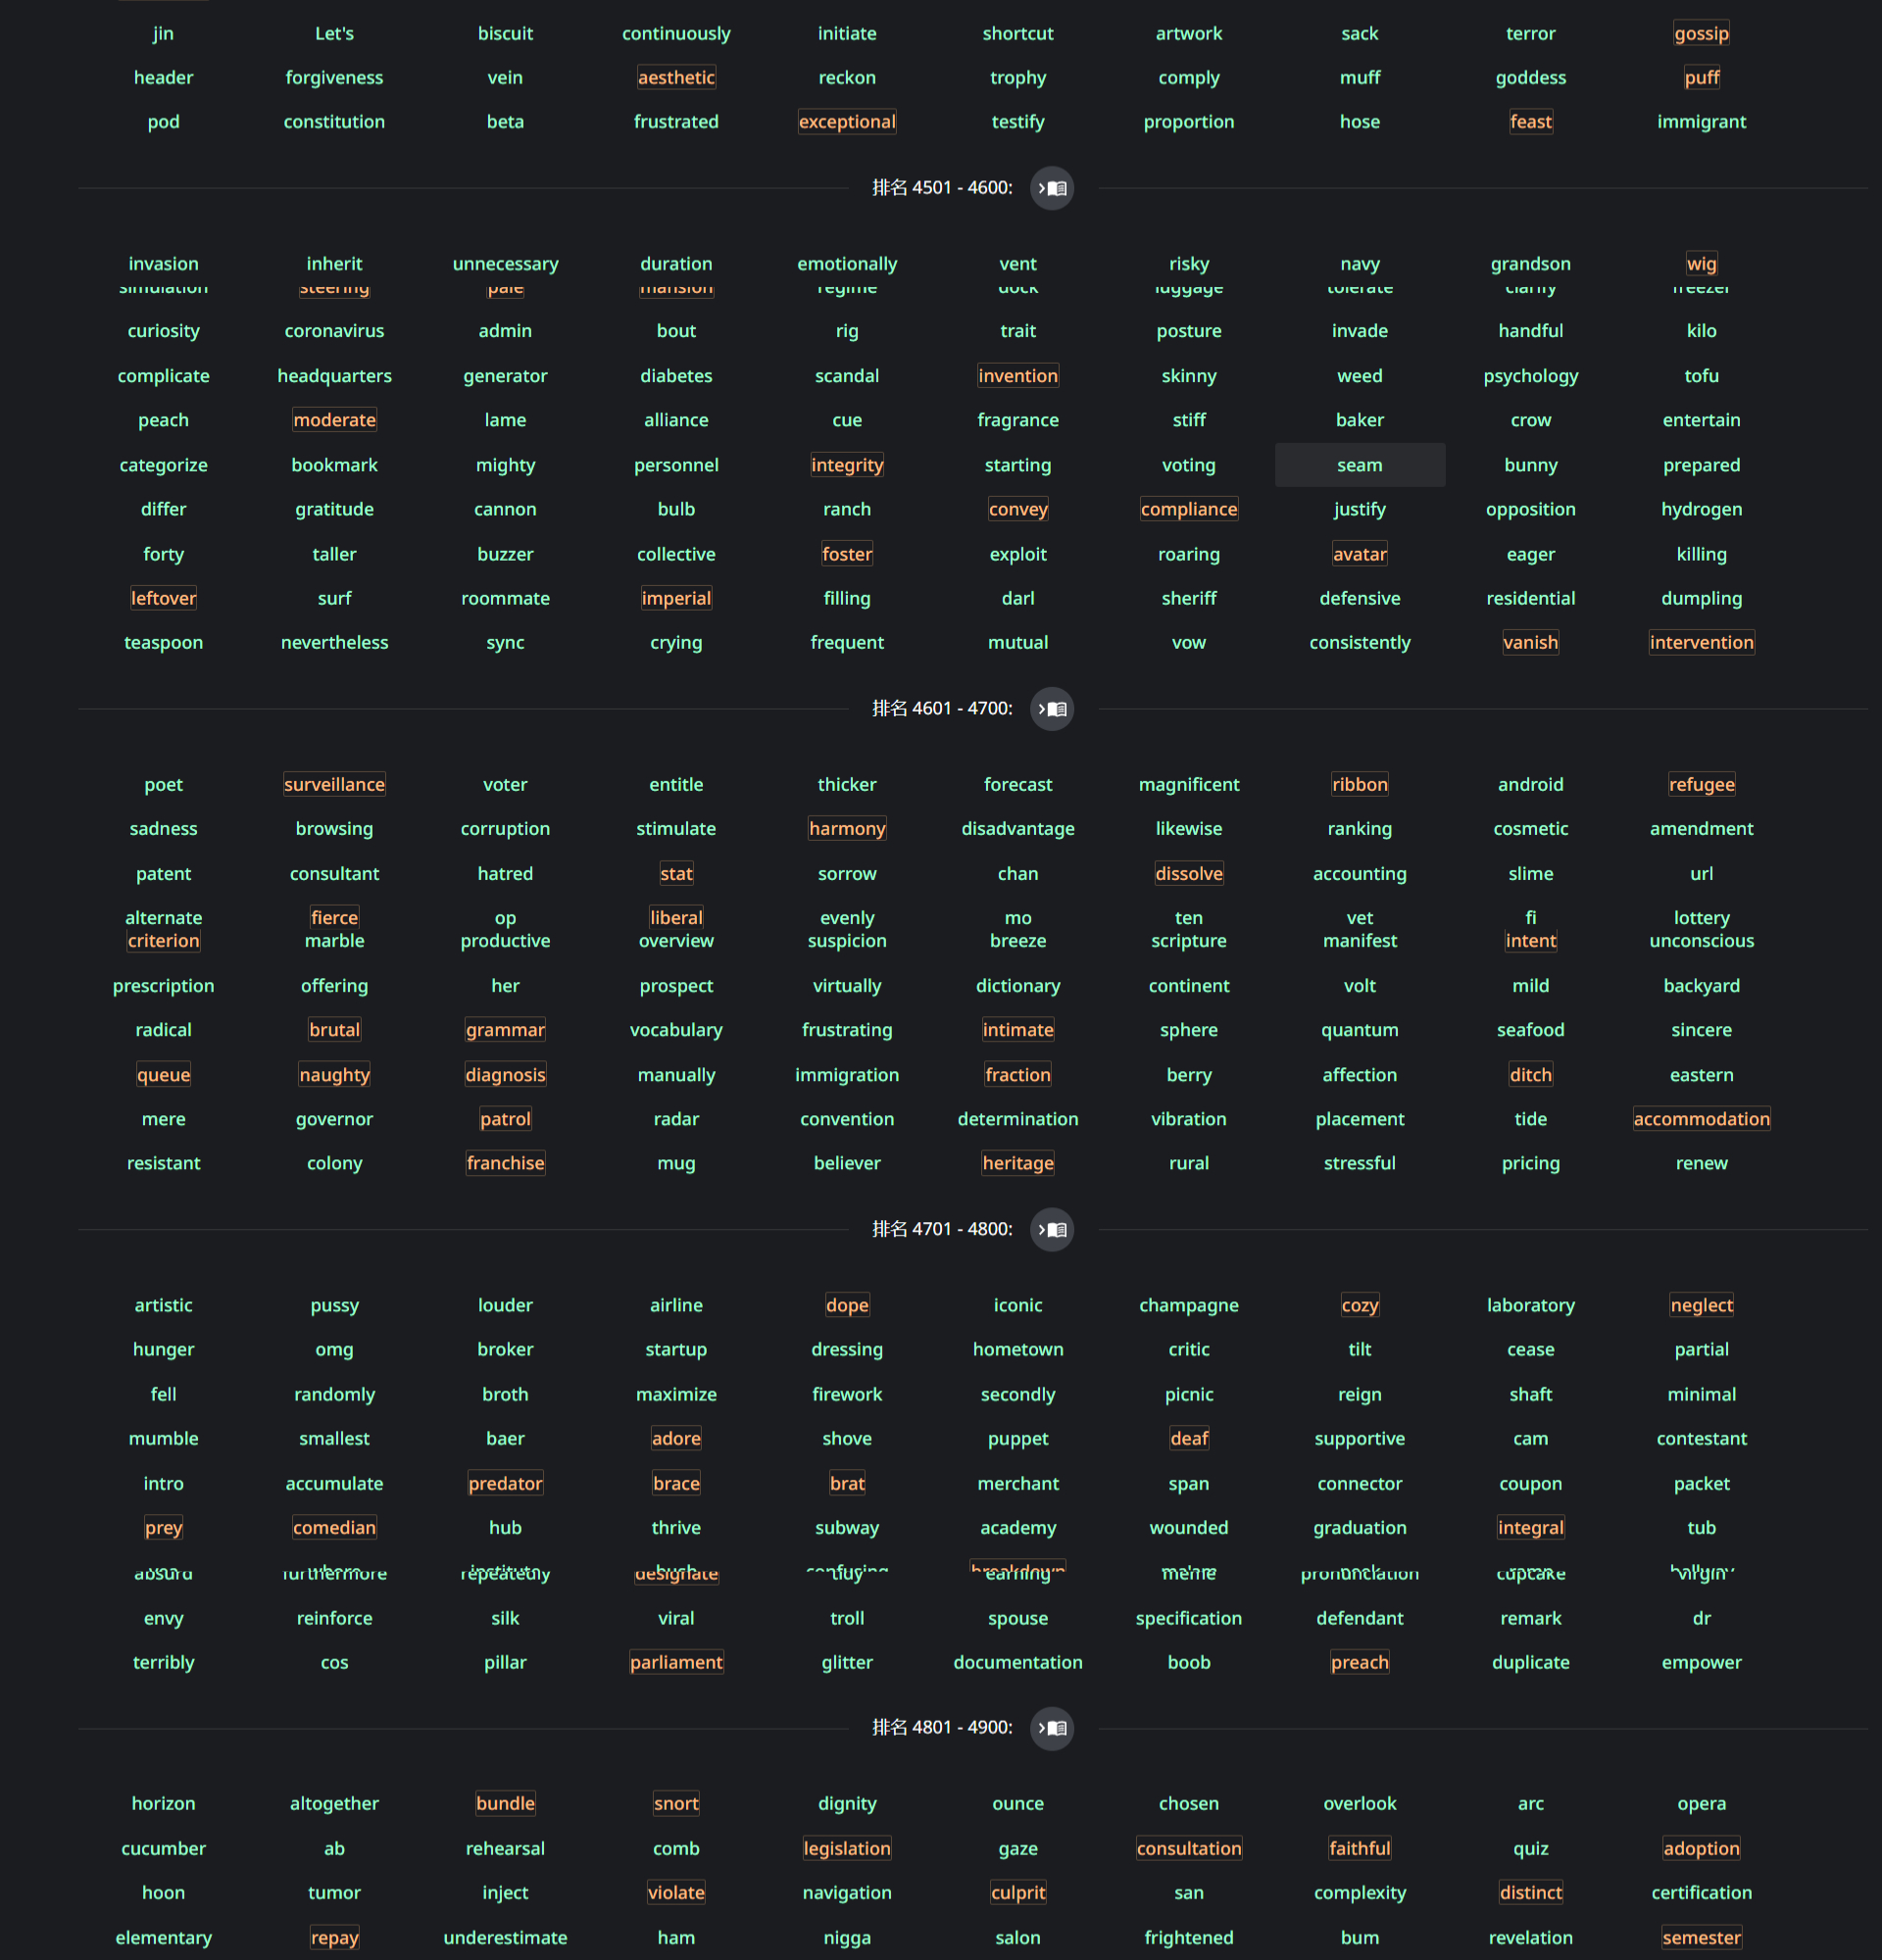 jin Let's biscuit continuously initiate shortcut artwork sack terror gossip
header forgiveness vein aesthetic reckon trophy comply muff goddess puff
pod constitution beta frustrated exceptional testify proportion hose feast immigrant
排名 4501 - 4600:
invasion inherit unnecessary duration emotionally vent risky navy grandson wig
simulation steering pale mansion regime dock luggage tolerate clarify freezer
curiosity coronavirus admin bout rig trait posture invade handful kilo
complicate headquarters generator diabetes scandal invention skinny weed psychology tofu
peach moderate lame alliance cue fragrance stiff baker crow entertain
categorize bookmark mighty personnel integrity starting voting seam bunny prepared
differ gratitude cannon bulb ranch convey compliance justify opposition hydrogen
forty taller buzzer collective foster exploit roaring avatar eager killing
leftover surf roommate imperial filling darl sheriff defensive residential dumpling
teaspoon nevertheless sync crying frequent mutual vow consistently vanish intervention
排名 4601 - 4700:
poet surveillance voter entitle thicker forecast magnificent ribbon android refugee
sadness browsing corruption stimulate harmony disadvantage likewise ranking cosmetic amendment
patent consultant hatred stat sorrow chan dissolve accounting slime url
alternate fierce op liberal evenly mo ten vet fi lottery
criterion marble productive overview suspicion breeze scripture manifest intent unconscious
prescription offering her prospect virtually dictionary continent volt mild backyard
radical brutal grammar vocabulary frustrating intimate sphere quantum seafood sincere
queue naughty diagnosis manually immigration fraction berry affection ditch eastern
mere governor patrol radar convention determination vibration placement tide accommodation
resistant colony franchise mug believer heritage rural stressful pricing renew
排名 4701 - 4800:
artistic pussy louder airline dope iconic champagne cozy laboratory neglect
hunger omg broker startup dressing hometown critic tilt cease partial
fell randomly broth maximize firework secondly picnic reign shaft minimal
mumble smallest baer adore shove puppet deaf supportive cam contestant
intro accumulate predator brace brat merchant span connector coupon packet
prey comedian hub thrive subway academy wounded graduation integral tub
absurd furthermore repeatedly designate earning meme pronunciation cupcake virgin
envy reinforce silk viral troll spouse specification defendant remark dr
terribly cos pillar parliament glitter documentation boob preach duplicate empower
排名 4801 - 4900:
horizon altogether bundle snort dignity ounce chosen overlook arc opera
cucumber ab rehearsal comb legislation gaze consultation faithful quiz adoption
hoon tumor inject violate navigation culprit san complexity distinct certification
elementary repay underestimate ham nigga salon frightened bum revelation semester